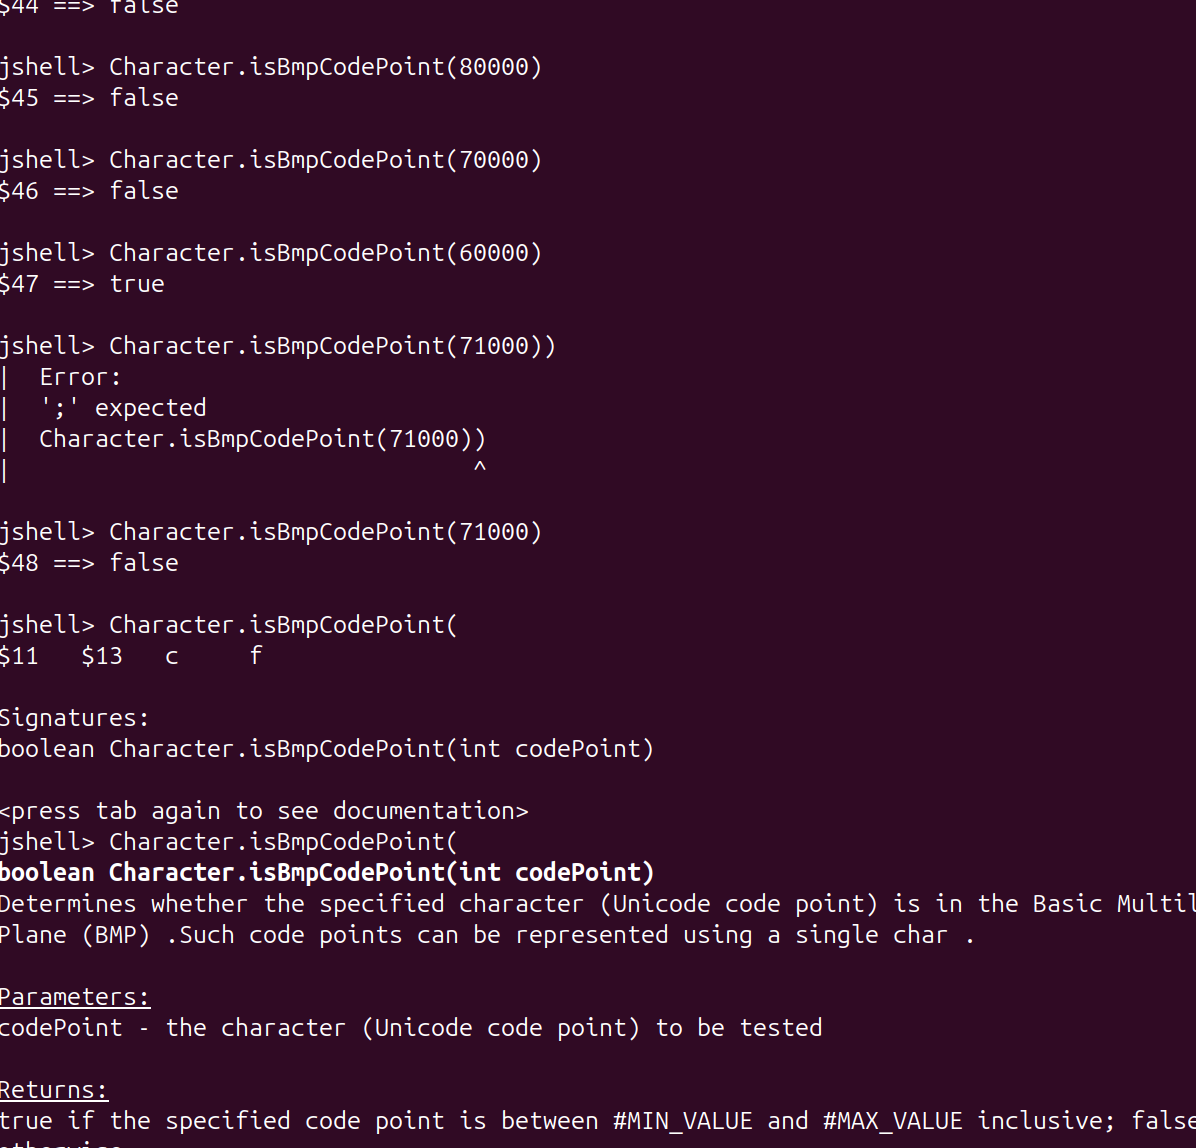 $44 ==> false
jshell> Character.isBmpCodePoint(80000)
$45 ==> false
jshell> Character.isBmpCodePoint(70000)
$46 ==> false
jshell> Character.isBmpCodePoint(60000)
$47 ==> true
jshell> Character.isBmpCodePoint(71000))
|  Error:
|  ';' expected
|  Character.isBmpCodePoint(71000))
|                                 ^
jshell> Character.isBmpCodePoint(71000)
$48 ==> false
jshell> Character.isBmpCodePoint(
$11   $13   c     f
Signatures:
boolean Character.isBmpCodePoint(int codePoint)
<press tab again to see documentation>
jshell> Character.isBmpCodePoint(
boolean Character.isBmpCodePoint(int codePoint)
Determines whether the specified character (Unicode code point) is in the Basic Multil
Plane (BMP) .Such code points can be represented using a single char .
Parameters:
codePoint - the character (Unicode code point) to be tested
Returns:
true if the specified code point is between #MIN_VALUE and #MAX_VALUE inclusive; false
otherwise